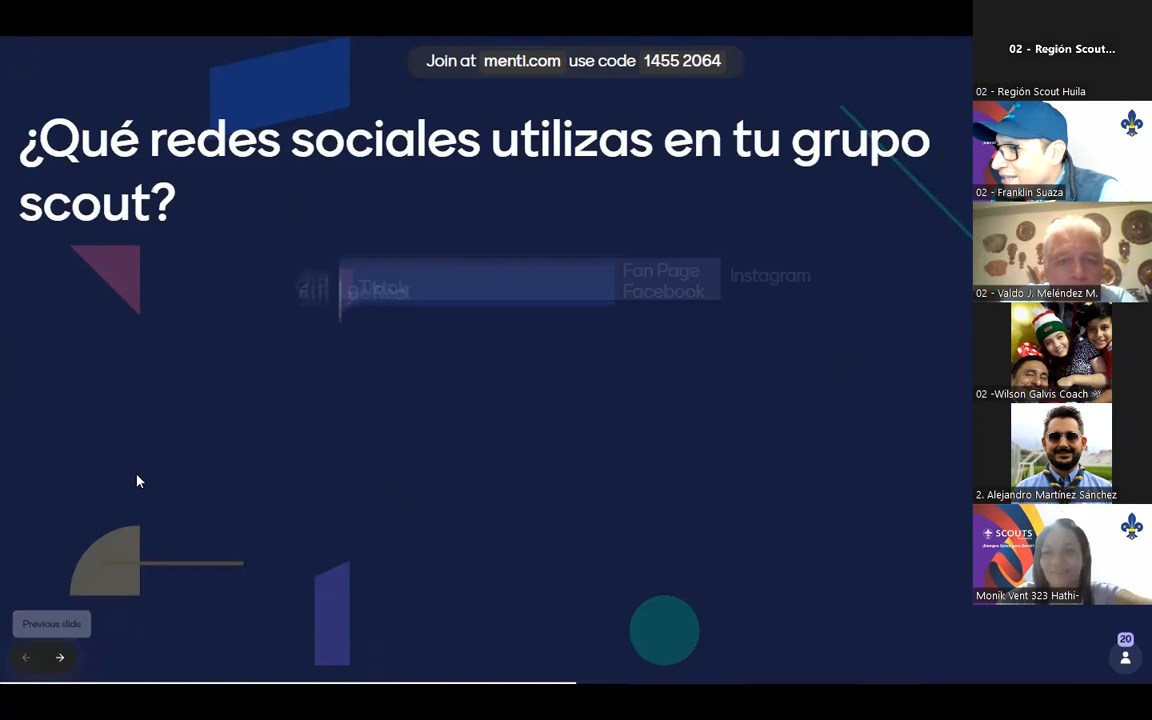 Join at menti.com use code 1455 2064
¿Qué redes sociales utilizas en tu grupo
scout?
Tiktok
Fan Page
Facebook
Instagram
Previous slide
20
02 - Región Scout...
02 - Región Scout Huila
02 - Franklin Suaza
02 - Valdo J. Meléndez M.
02 -Wilson Galvis Coach
2. Alejandro Martínez Sánchez
SCOUTS
Monik Vent 323 Hathi-